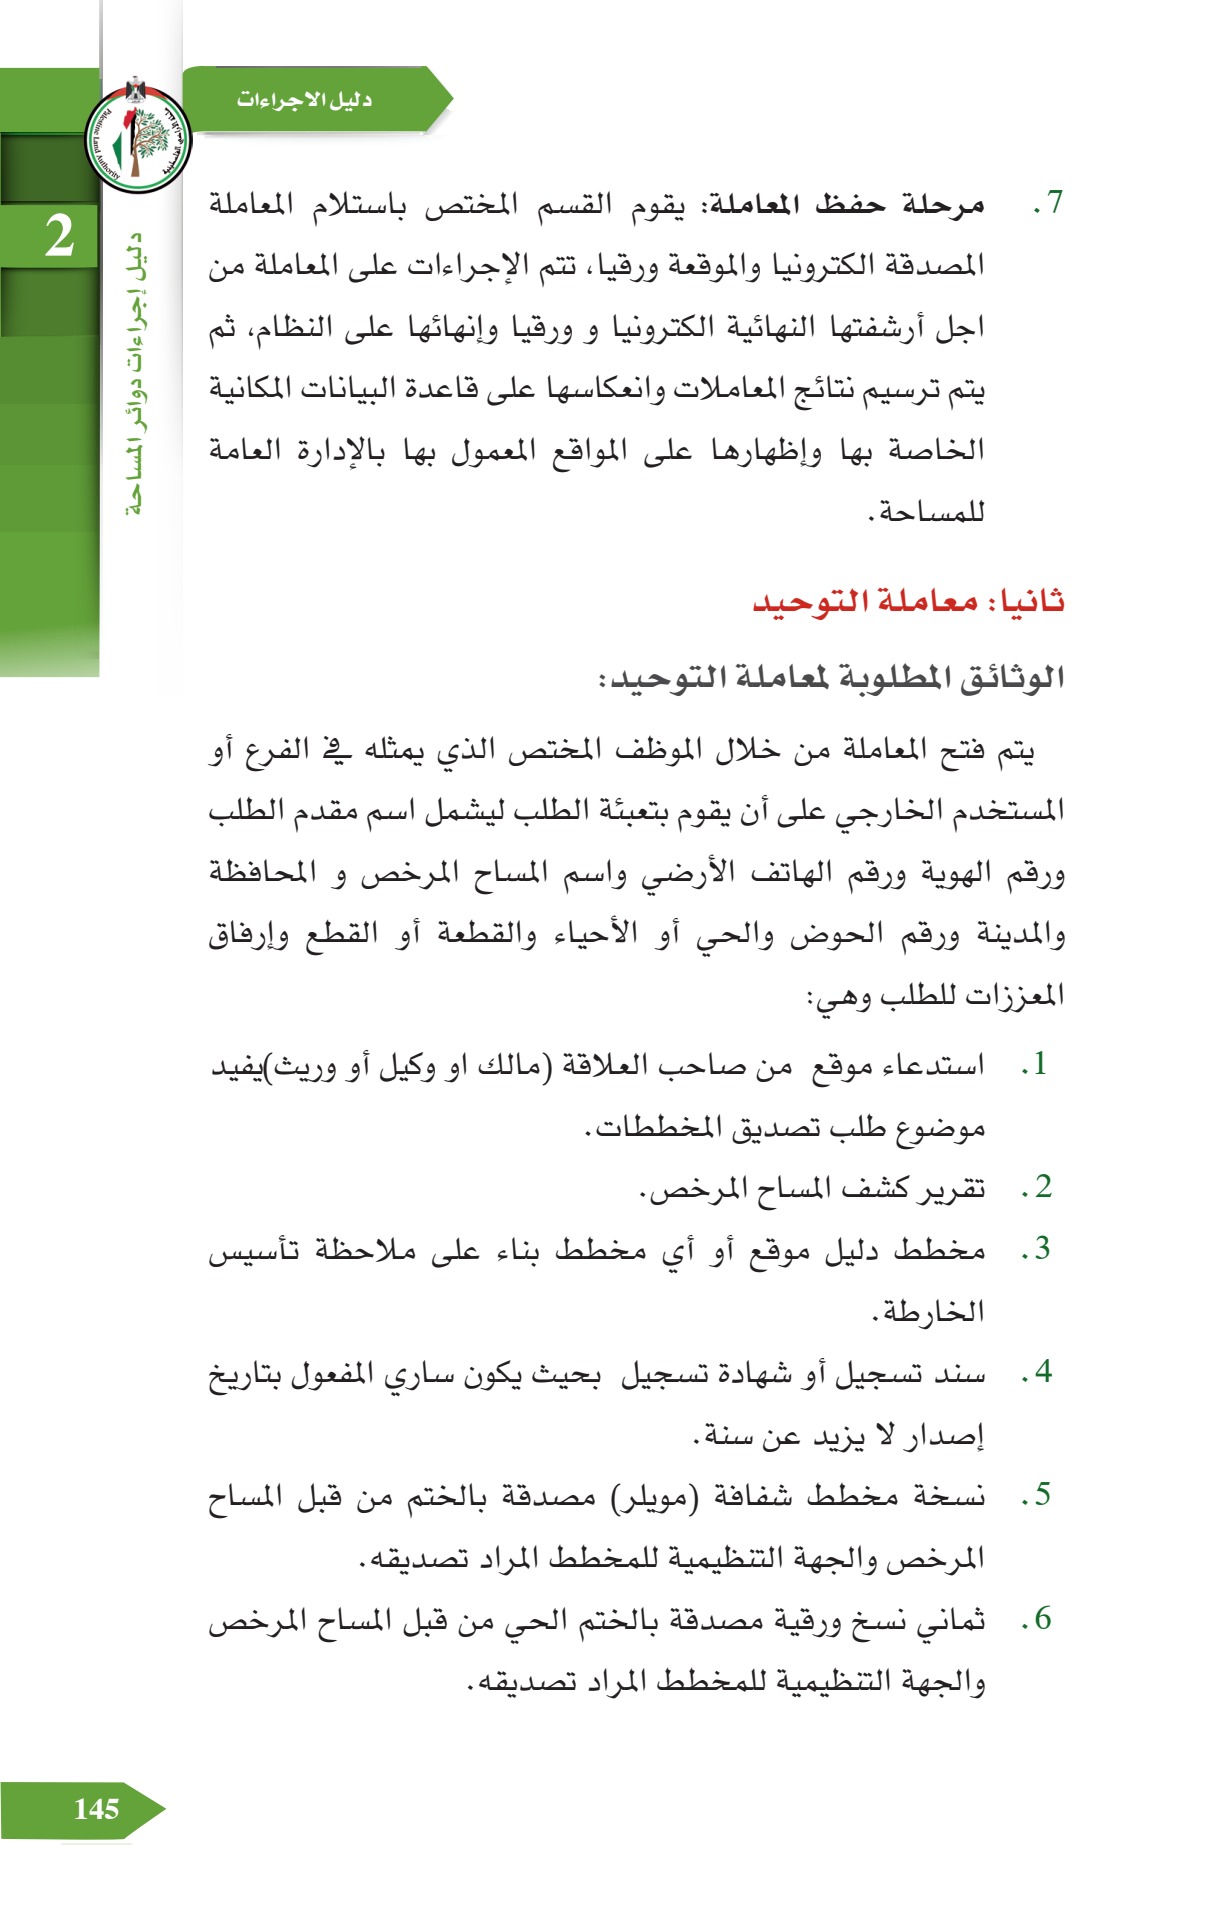 دليل الاجراءات
Palestine Land Authority
2
دليل إجراءات دوائر المساحة
7. مرحلة حفظ المعاملة: يقوم القسم المختص باستلام المعاملة
المصدقة الكترونيا والموقعة ورقيا، تتم الإجراءات على المعاملة من
اجل أرشفتها النهائية الكترونيا و ورقيا وإنهائها على النظام، ثم
يتم ترسيم نتائج المعاملات وانعكاسها على قاعدة البيانات المكانية
الخاصة بها وإظهارها على المواقع المعمول بها بالإدارة العامة
للمساحة.
ثانيا: معاملة التوحيد
الوثائق المطلوبة لمعاملة التوحيد:
يتم فتح المعاملة من خلال الموظف المختص الذي يمثله في الفرع أو
المستخدم الخارجي على أن يقوم بتعبئة الطلب ليشمل اسم مقدم الطلب
ورقم الهوية ورقم الهاتف الأرضي واسم المساح المرخص و المحافظة
والمدينة ورقم الحوض والحي أو الأحياء والقطعة أو القطع وإرفاق
المعززات للطلب وهي:
1. استدعاء موقع من صاحب العلاقة (مالك او وكيل أو وريث)يفيد
موضوع طلب تصديق المخططات.
2. تقرير كشف المساح المرخص.
3. مخطط دليل موقع أو أي مخطط بناء على ملاحظة تأسيس
الخارطة.
4. سند تسجيل أو شهادة تسجيل بحيث يكون ساري المفعول بتاريخ
إصدار لا يزيد عن سنة.
5. نسخة مخطط شفافة (مويلر) مصدقة بالختم من قبل المساح
المرخص والجهة التنظيمية للمخطط المراد تصديقه.
6. ثماني نسخ ورقية مصدقة بالختم الحي من قبل المساح المرخص
والجهة التنظيمية للمخطط المراد تصديقه.
145